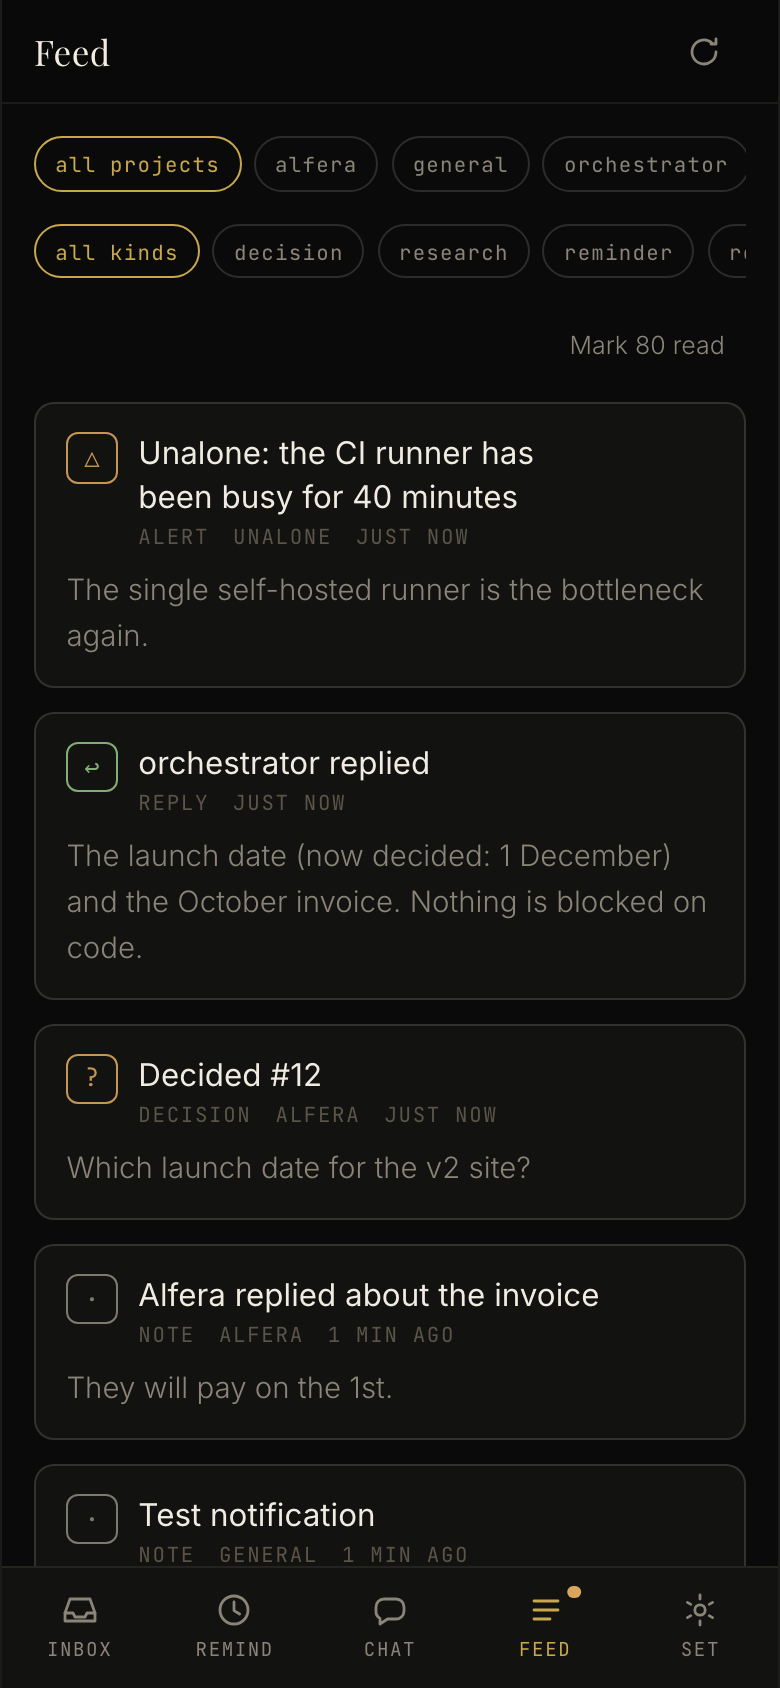 Feed
all projects alfera general orchestrator
all kinds decision research reminder
Mark 80 read
Unalone: the CI runner has
been busy for 40 minutes
ALERT UNALONE JUST NOW
The single self-hosted runner is the bottleneck
again.
orchestrator replied
REPLY JUST NOW
The launch date (now decided: 1 December)
and the October invoice. Nothing is blocked on
code.
? Decided #12
DECISION ALFERA JUST NOW
Which launch date for the v2 site?
Alfera replied about the invoice
NOTE ALFERA 1 MIN AGO
They will pay on the 1st.
Test notification
NOTE GENERAL 1 MIN AGO
INBOX REMIND CHAT FEED SET